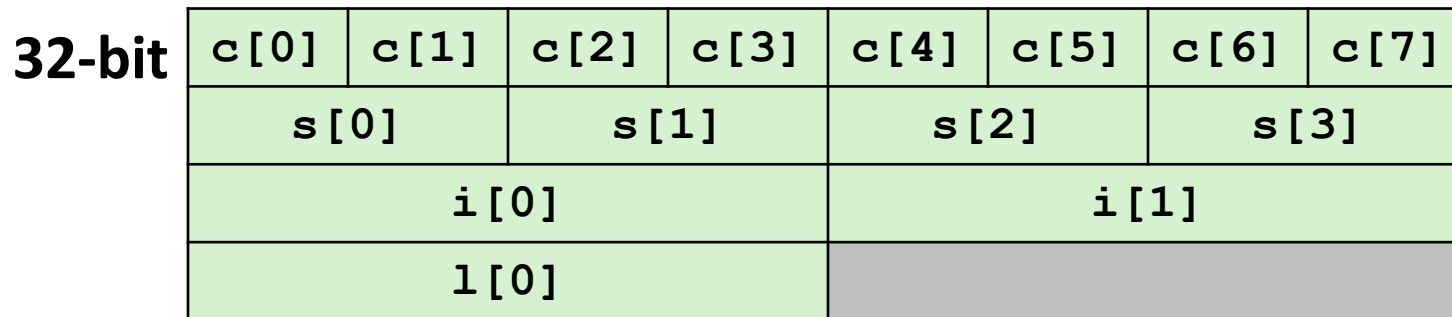 32-bit c[0] c[1] c[2] c[3] c[4] c[5] c[6] c[7]
s[0] s[1] s[2] s[3]
i[0] i[1]
l[0]